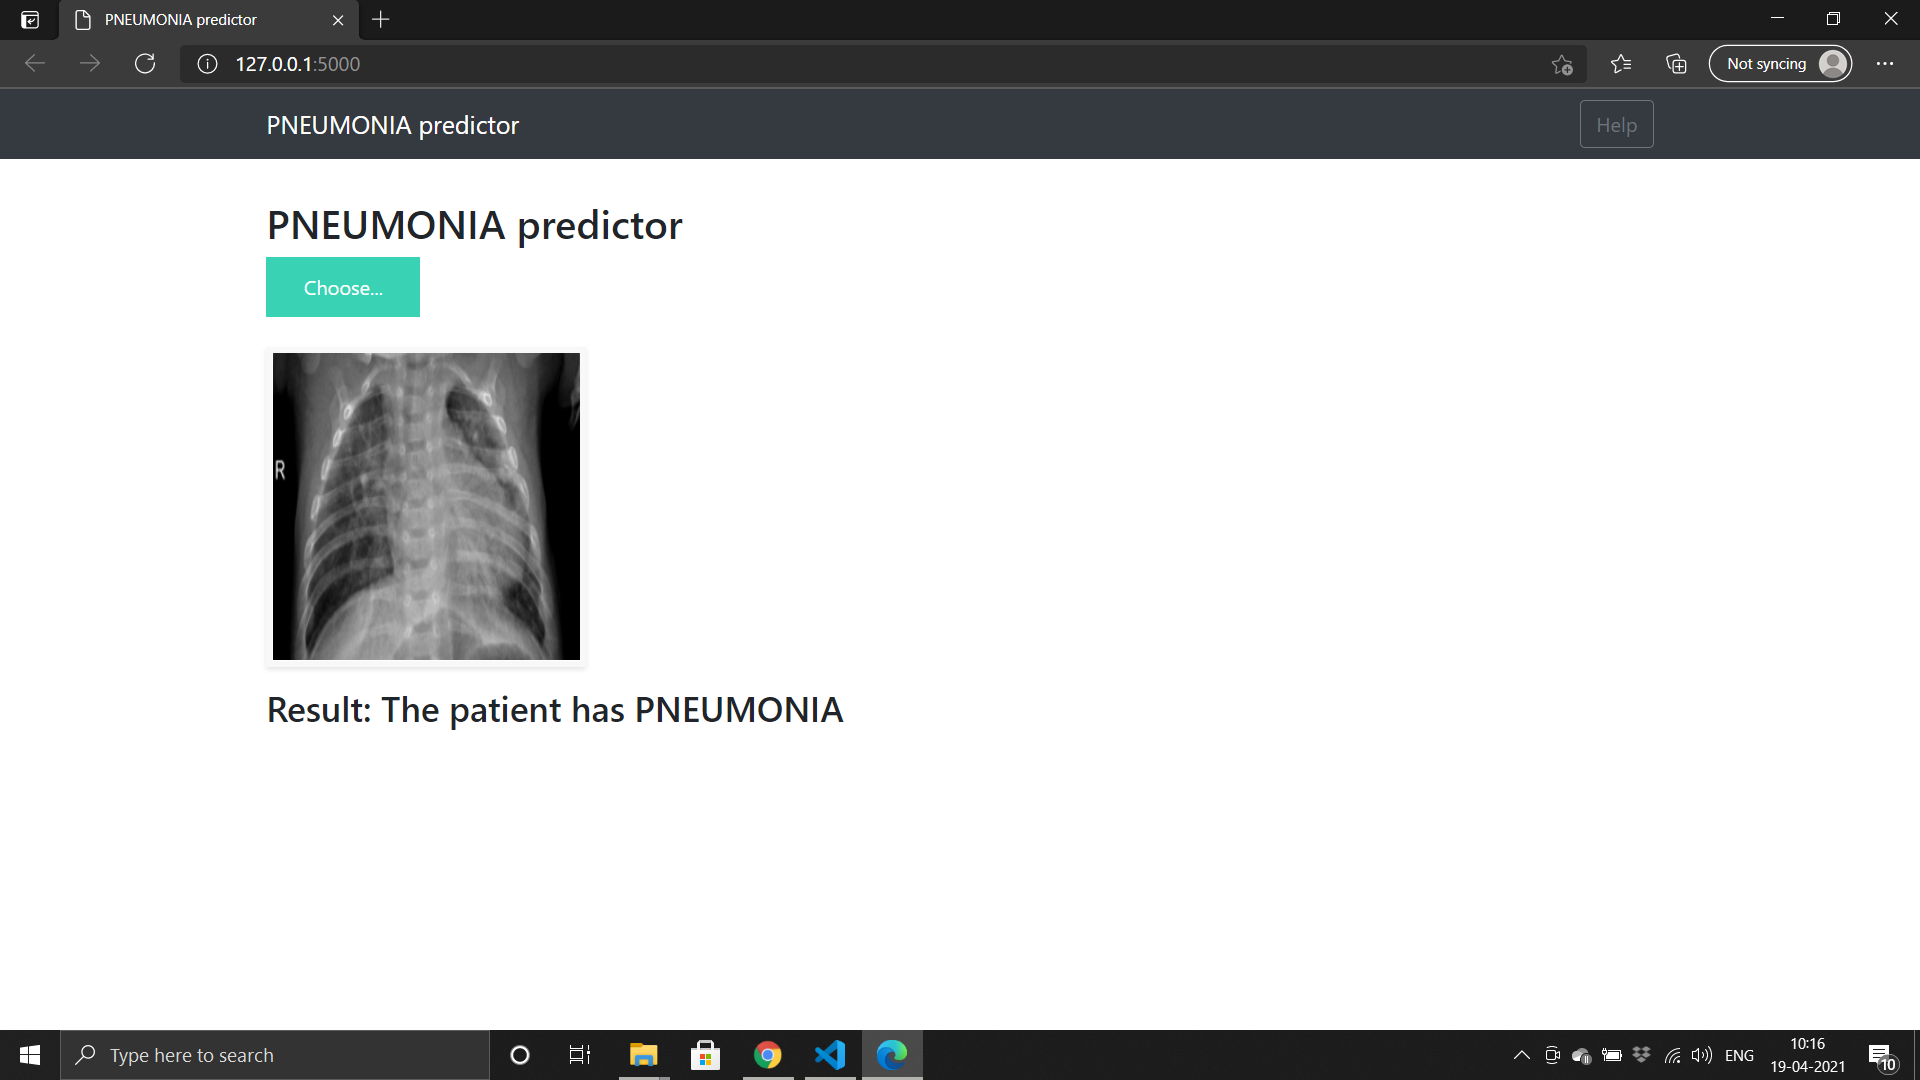 PNEUMONIA predictor
127.0.0.1:5000
Not syncing
PNEUMONIA predictor
Help
PNEUMONIA predictor
Choose...
R
Result: The patient has PNEUMONIA
Type here to search
ENG
10:16
19-04-2021
10